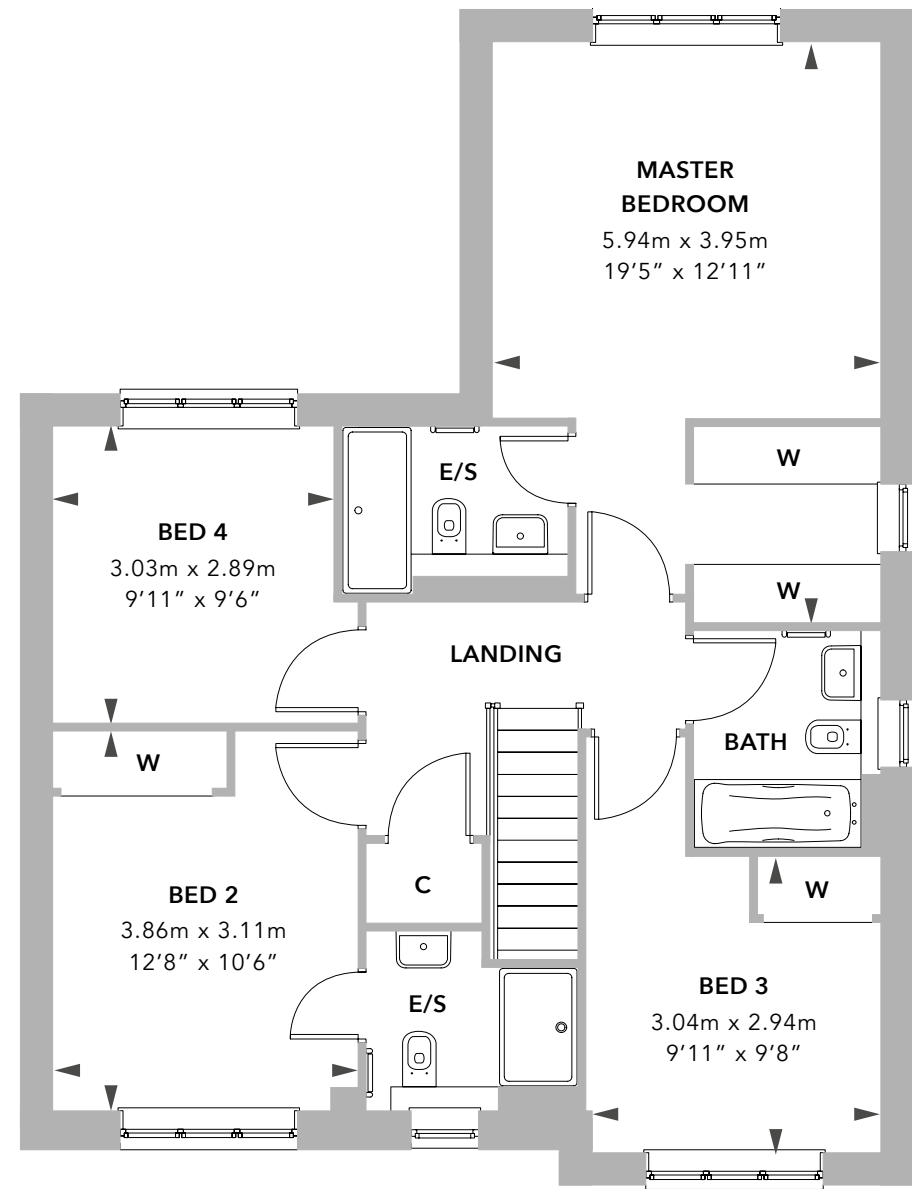 MASTER
BEDROOM
5.94m x 3.95m
19’5” x 12’11”
W
E/S
BED 4
3.03m x 2.89m
9’11” x 9’6”
W
LANDING
BATH
W
C
W
BED 2
3.86m x 3.11m
12’8” x 10’6”
E/S
BED 3
3.04m x 2.94m
9’11” x 9’8”